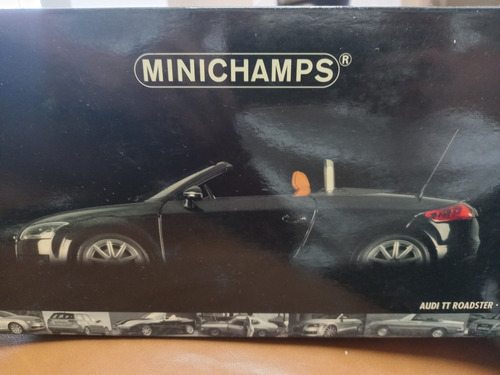 MINICHAMPS®
AUDI TT ROADSTER ·